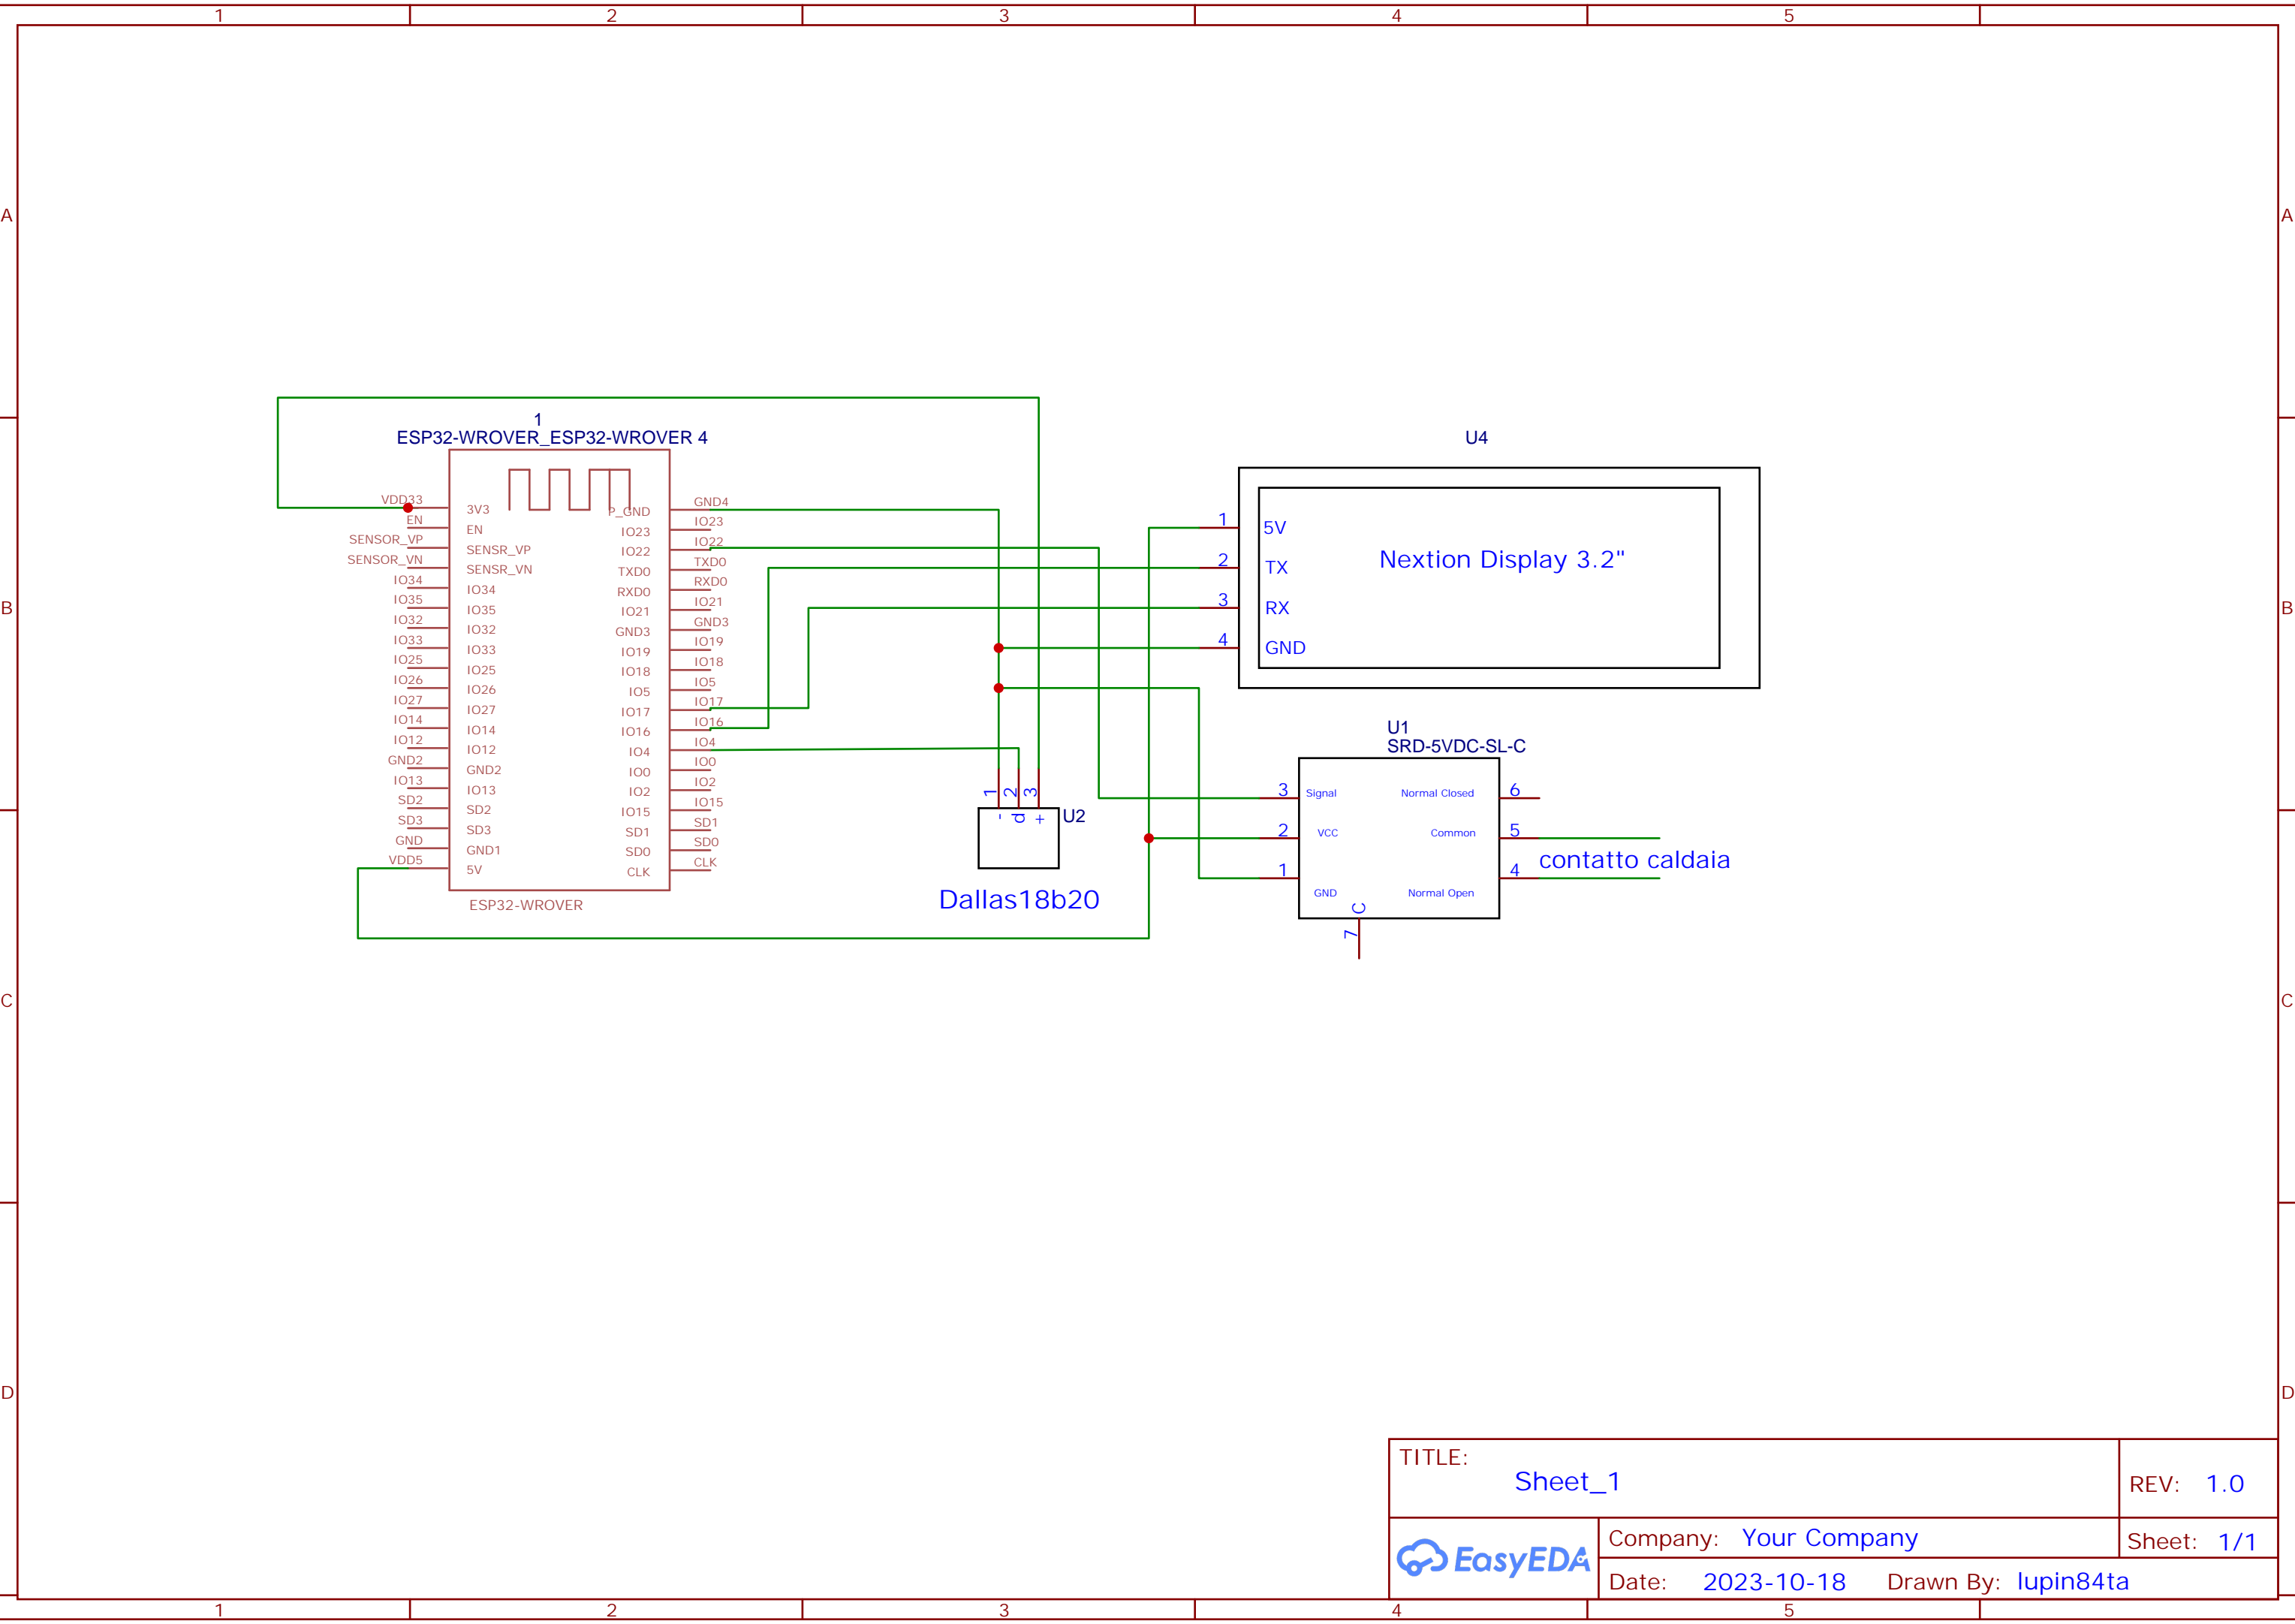 1 2 3 4 5
A A
B B
C C
D D
1
ESP32-WROVER_ESP32-WROVER 4
VDD33 3V3 P_GND GND4
EN EN IO23 IO23
SENSOR_VP SENSR_VP IO22 IO22
SENSOR_VN SENSR_VN TXD0 TXD0
IO34 IO34 RXD0 RXD0
IO35 IO35 IO21 IO21
IO32 IO32 GND3 GND3
IO33 IO33 IO19 IO19
IO25 IO25 IO18 IO18
IO26 IO26 IO5 IO5
IO27 IO27 IO17 IO17
IO14 IO14 IO16 IO16
IO12 IO12 IO4 IO4
GND2 GND2 IO0 IO0
IO13 IO13 IO2 IO2
SD2 SD2 IO15 IO15
SD3 SD3 SD1 SD1
GND GND1 SD0 SD0
VDD5 5V CLK CLK
ESP32-WROVER
1 2 3
- d +
U2
Dallas18b20
U4
1 5V
2 TX
3 RX
4 GND
Nextion Display 3.2"
U1
SRD-5VDC-SL-C
3 Signal Normal Closed 6
2 VCC Common 5
contatto caldaia
1 GND Normal Open 4
C
7
TITLE:
Sheet_1
REV: 1.0
EasyEDA
Company: Your Company
Sheet: 1/1
Date: 2023-10-18 Drawn By: lupin84ta
1 2 3 4 5